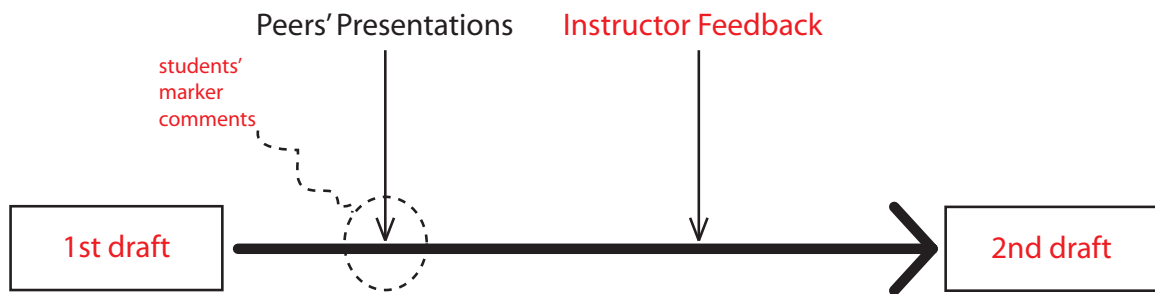 Peers’ Presentations
Instructor Feedback
students’
marker
comments
1st draft
2nd draft